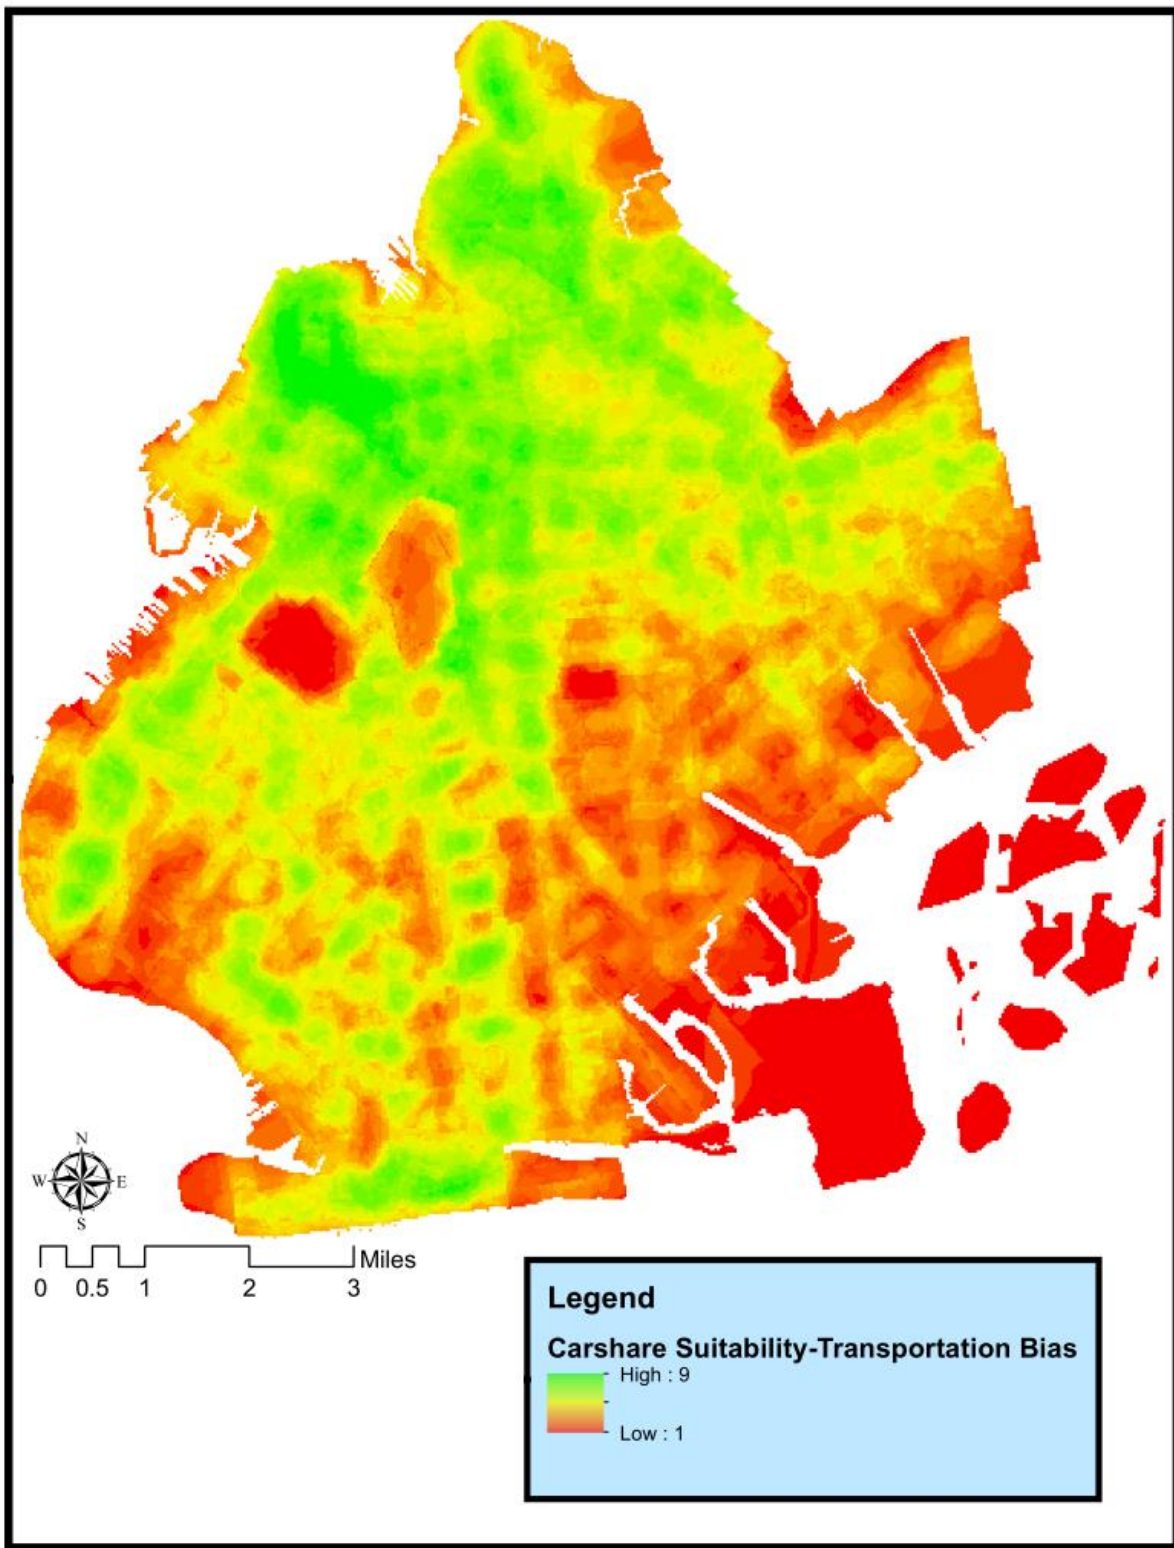 N
W E
S
Miles
0 0.5 1 2 3
Legend
Carshare Suitability-Transportation Bias
High : 9
Low : 1